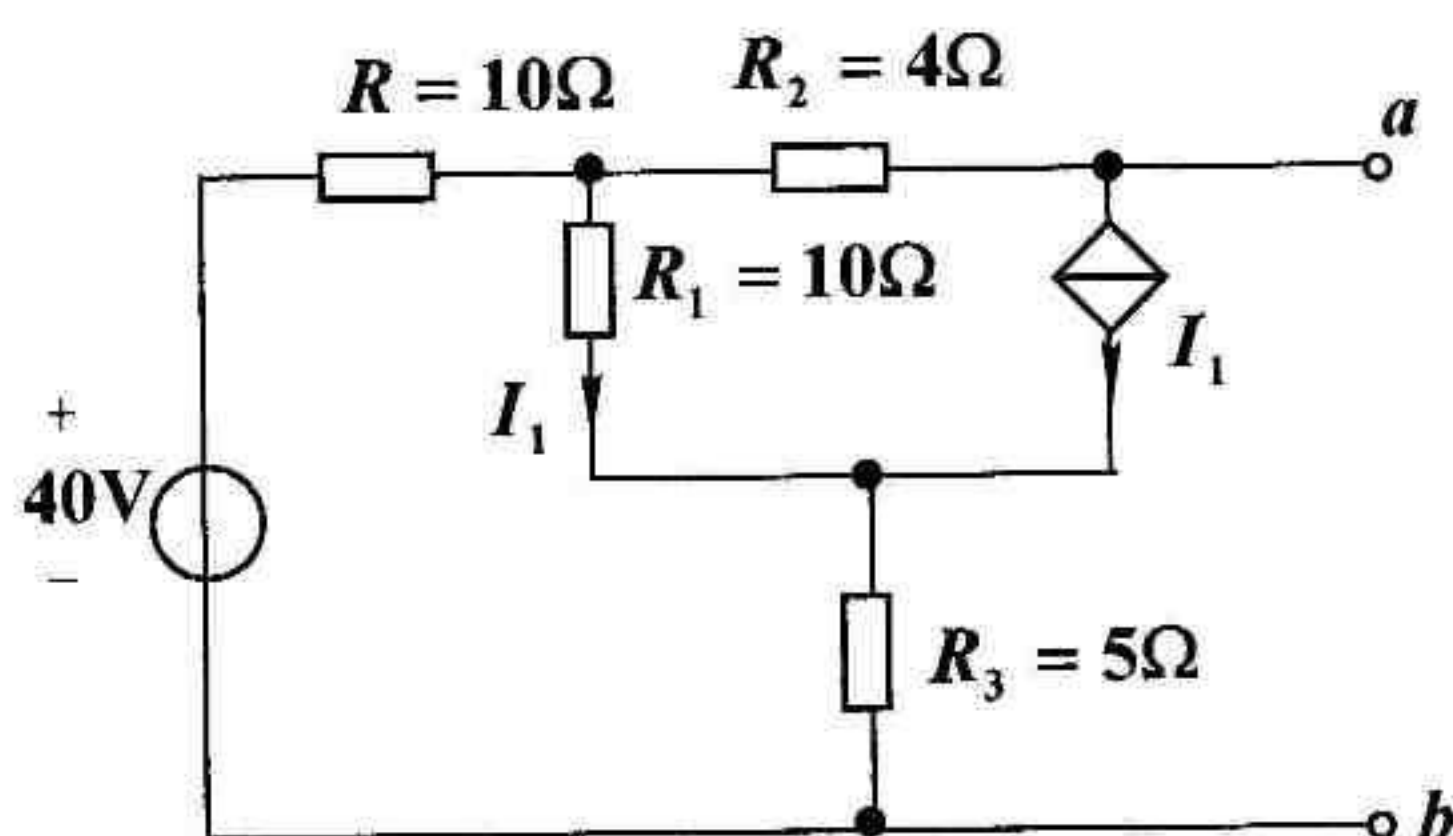 R = 10Ω
R₂ = 4Ω
a
R₁ = 10Ω
I₁
I₁
+
40V
−
R₃ = 5Ω
b